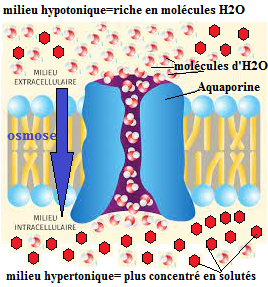 milieu hypotonique=riche en molécules H2O
molécules d'H2O
MILIEU
EXTRACELLULAIRE
Aquaporine
osmose
MILIEU
INTRACELLULAIRE
milieu hypertonique= plus concentré en solutés